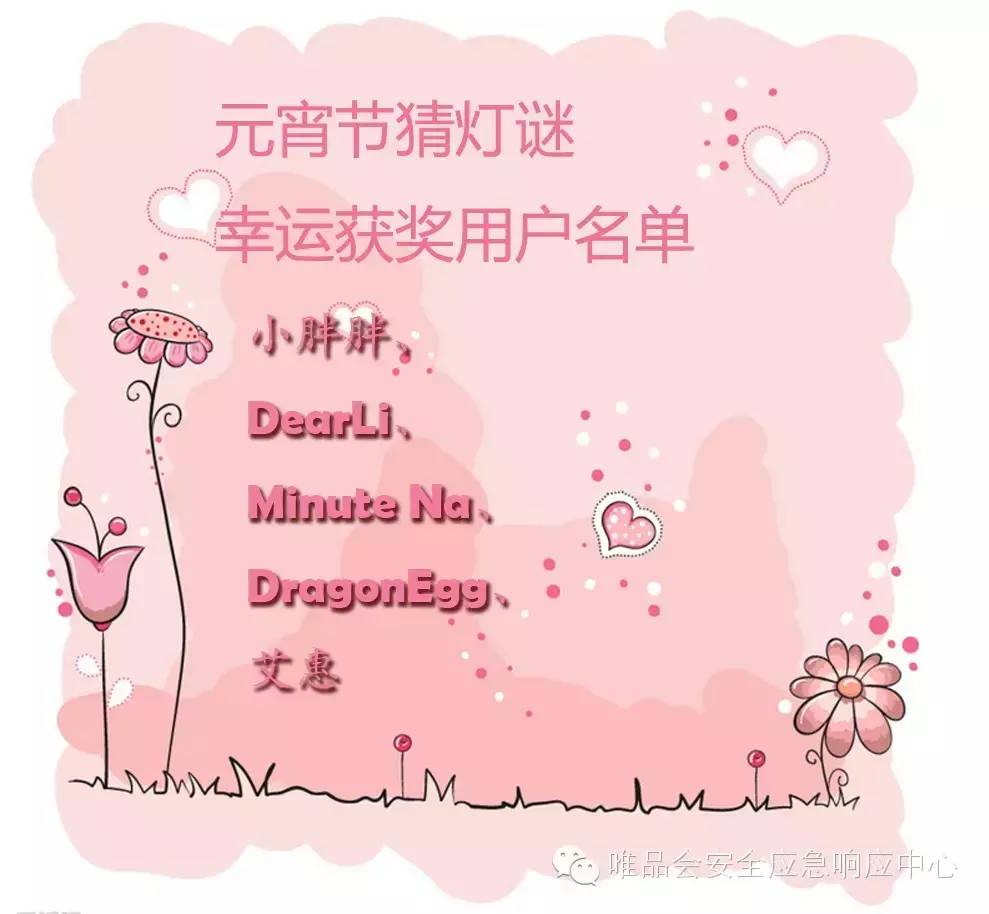 元宵节猜灯谜
幸运获奖用户名单
小胖胖、
DearLi、
Minute Na、
DragonEgg、
艾惠
唯品会安全应急响应中心